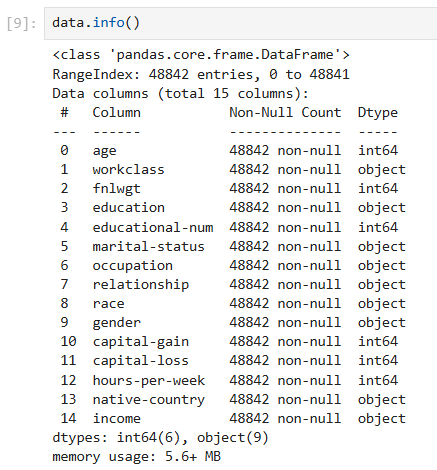 [9]: data.info()
<class 'pandas.core.frame.DataFrame'>
RangeIndex: 48842 entries, 0 to 48841
Data columns (total 15 columns):
 #   Column           Non-Null Count  Dtype
---  ------           --------------  -----
 0   age              48842 non-null  int64
 1   workclass        48842 non-null  object
 2   fnlwgt           48842 non-null  int64
 3   education        48842 non-null  object
 4   educational-num  48842 non-null  int64
 5   marital-status   48842 non-null  object
 6   occupation       48842 non-null  object
 7   relationship     48842 non-null  object
 8   race             48842 non-null  object
 9   gender           48842 non-null  object
 10  capital-gain     48842 non-null  int64
 11  capital-loss     48842 non-null  int64
 12  hours-per-week   48842 non-null  int64
 13  native-country   48842 non-null  object
 14  income           48842 non-null  object
dtypes: int64(6), object(9)
memory usage: 5.6+ MB